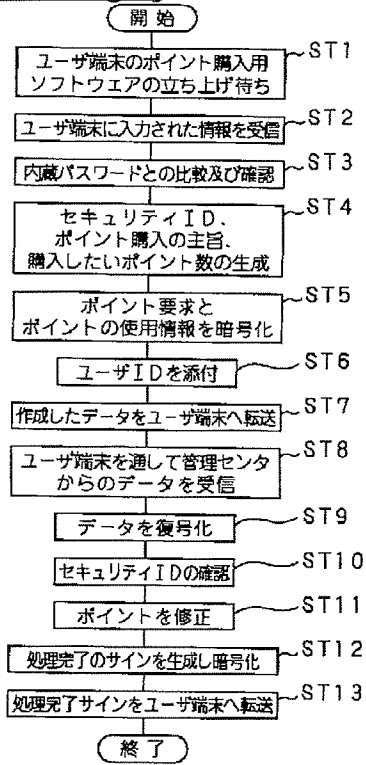 開始
ユーザ端末のポイント購入用
ソフトウェアの立ち上げ待ち
ST1
ユーザ端末に入力された情報を受信
ST2
内蔵パスワードとの比較及び確認
ST3
セキュリティID、
ポイント購入の主旨、
購入したいポイント数の生成
ST4
ポイント要求と
ポイントの使用情報を暗号化
ST5
ユーザIDを添付
ST6
作成したデータをユーザ端末へ転送
ST7
ユーザ端末を通して管理センタ
からのデータを受信
ST8
データを復号化
ST9
セキュリティIDの確認
ST10
ポイントを修正
ST11
処理完了のサインを生成し暗号化
ST12
処理完了サインをユーザ端末へ転送
ST13
終了